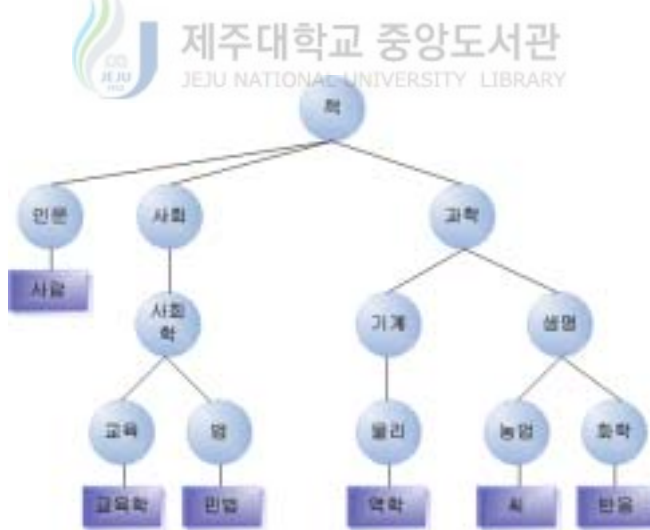 제주대학교 중앙도서관
JEJU NATIONAL UNIVERSITY LIBRARY
JEJU
1952
책
인문
사회
과학
사람
사회
학
기계
생명
교육
법
물리
농업
화학
교육학
민법
역학
씨
반응